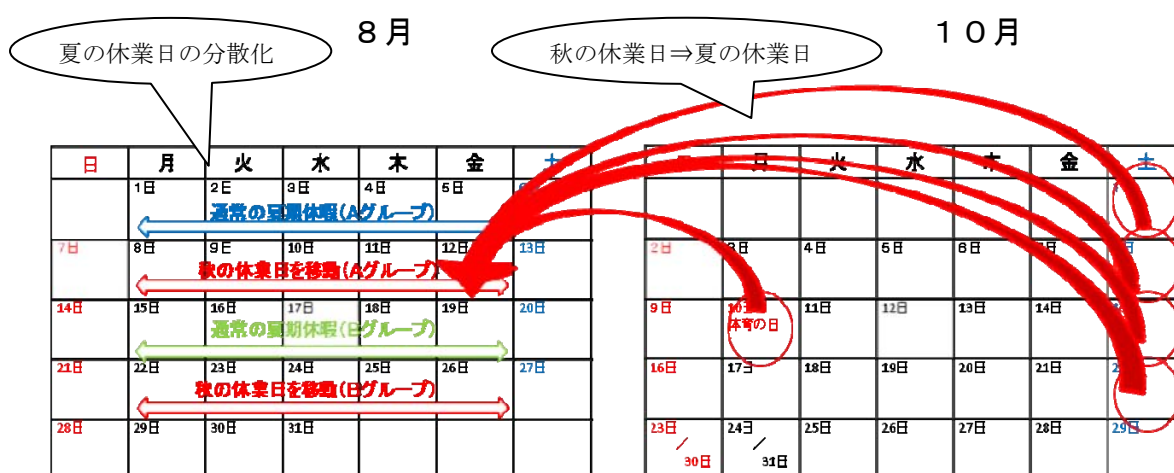 8月
10月
夏の休業日の分散化
秋の休業日⇒夏の休業日
日 月 火 水 木 金 土
1日 2日 3日 4日 5日
通常の夏期休暇(Aグループ)
7日 8日 9日 10日 11日 12日 13日
秋の休業日を移動(Aグループ)
14日 15日 16日 17日 18日 19日 20日
通常の夏期休暇(Bグループ)
21日 22日 23日 24日 25日 26日 27日
秋の休業日を移動(Bグループ)
28日 29日 30日 31日
日 火 水 木 金 土
2日 3日 4日 5日 6日
9日 10日 11日 12日 13日 14日
体育の日
16日 17日 18日 19日 20日 21日
23日 24日 25日 26日 27日 28日 29日
/ 30日 / 31日